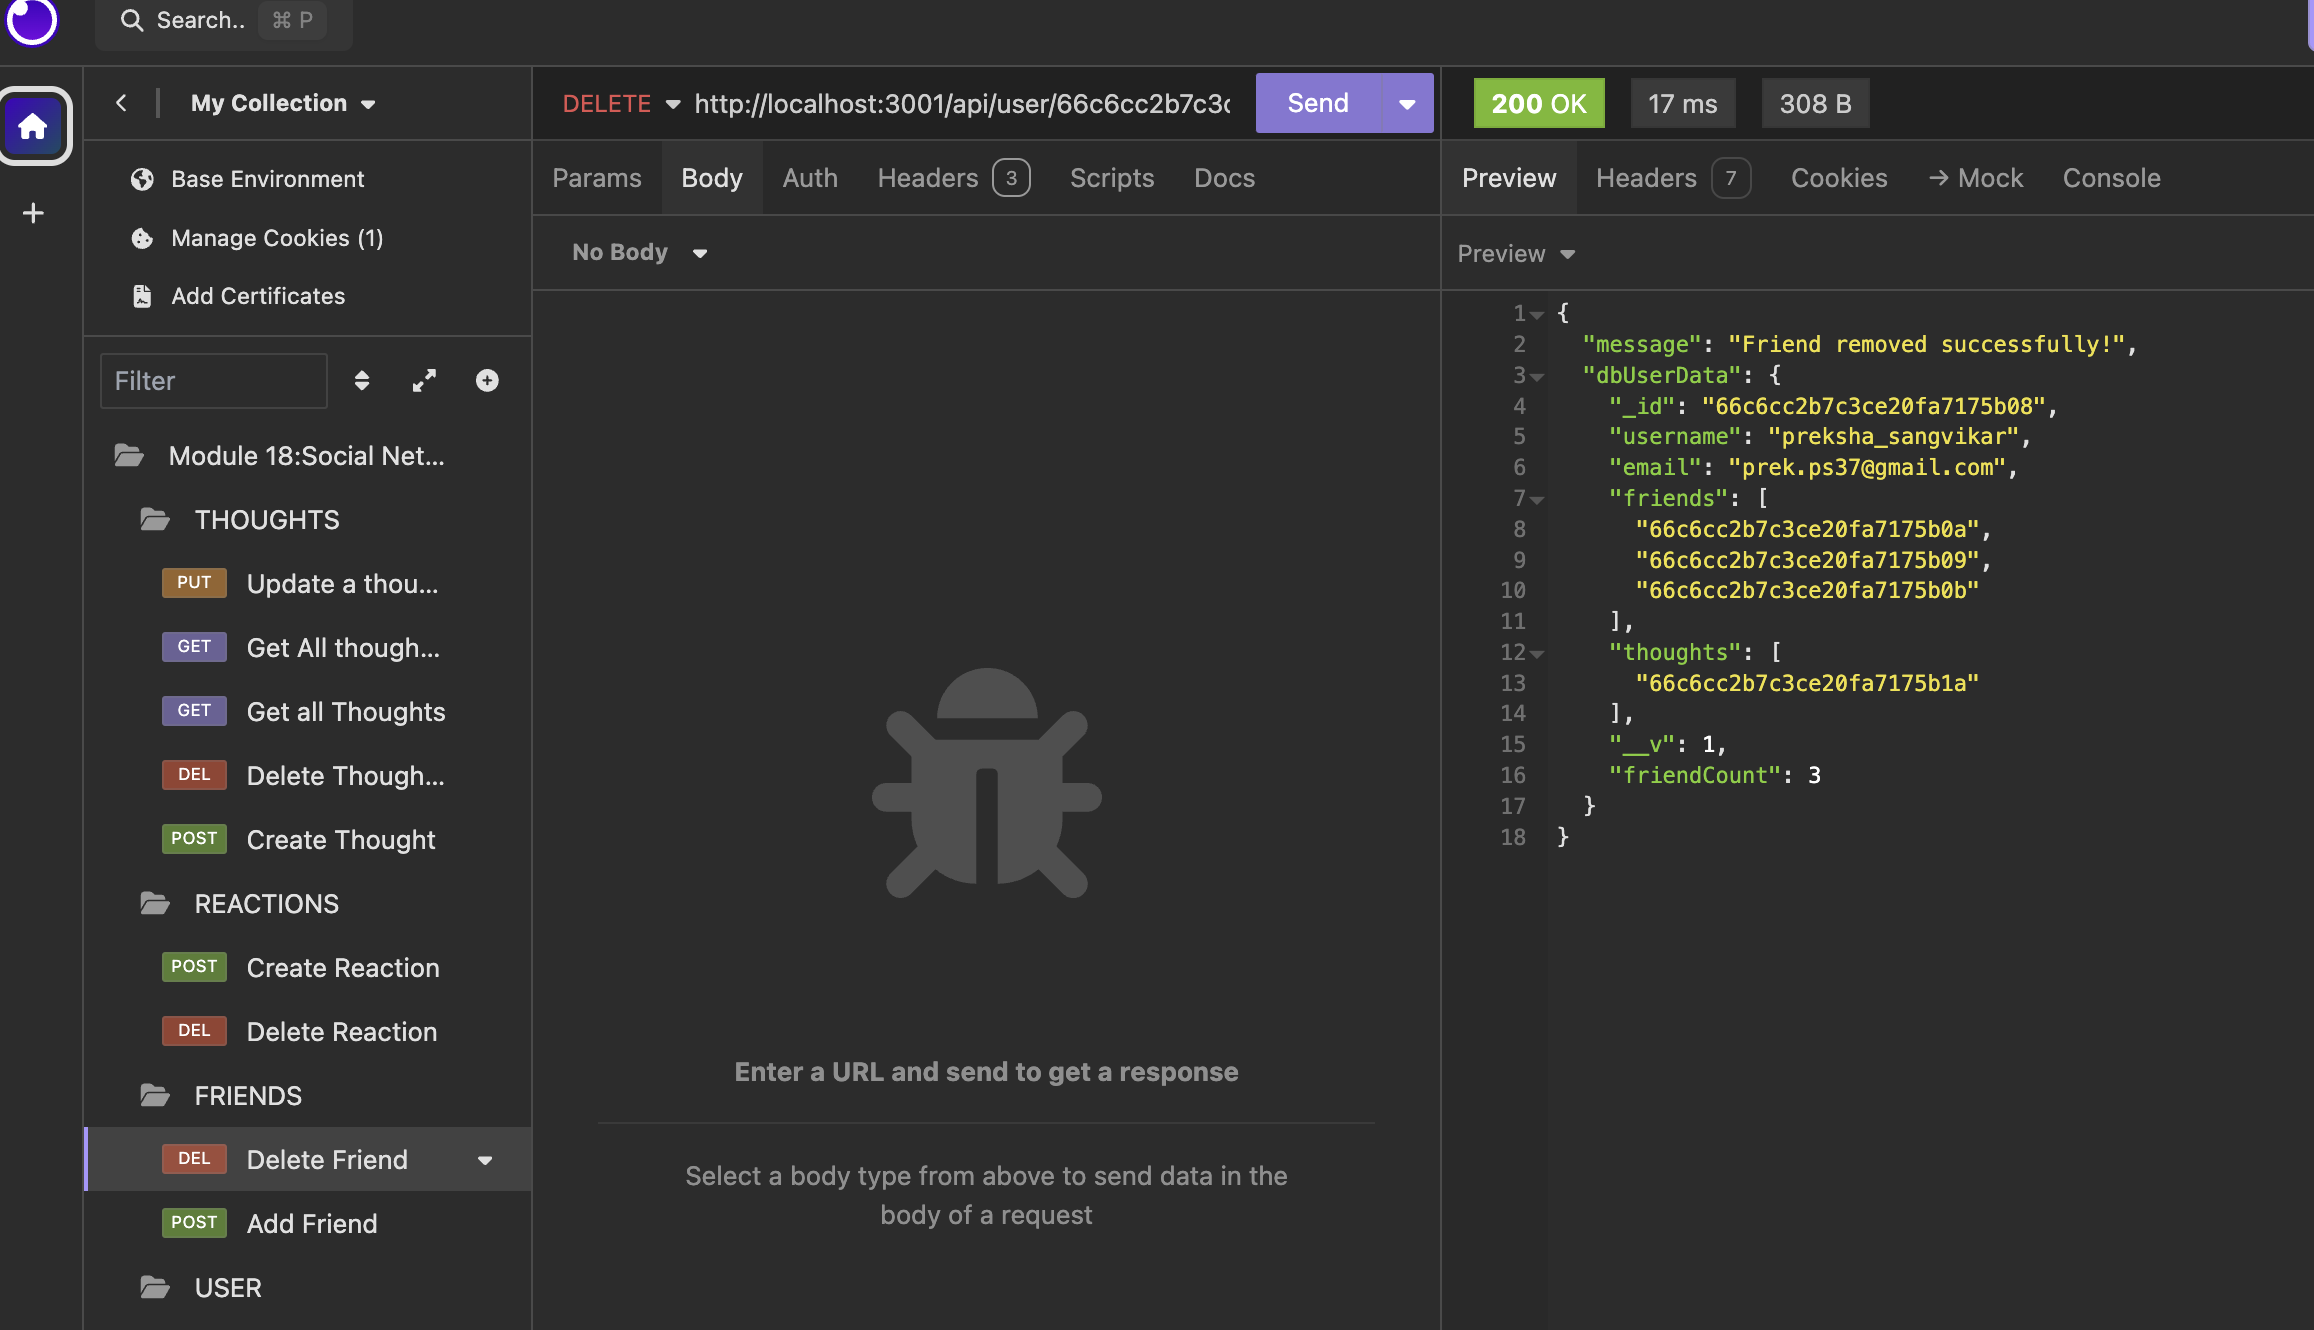 Search.. ⌘ P
My Collection
Base Environment
Manage Cookies (1)
Add Certificates
Filter
Module 18:Social Net...
THOUGHTS
PUT Update a thou...
GET Get All though...
GET Get all Thoughts
DEL Delete Though...
POST Create Thought
REACTIONS
POST Create Reaction
DEL Delete Reaction
FRIENDS
DEL Delete Friend
POST Add Friend
USER
DELETE http://localhost:3001/api/user/66c6cc2b7c3c Send
Params Body Auth Headers 3 Scripts Docs
No Body
Enter a URL and send to get a response
Select a body type from above to send data in the
body of a request
200 OK 17 ms 308 B
Preview Headers 7 Cookies → Mock Console
Preview
1 {
2 "message": "Friend removed successfully!",
3 "dbUserData": {
4 "_id": "66c6cc2b7c3ce20fa7175b08",
5 "username": "preksha_sangvikar",
6 "email": "prek.ps37@gmail.com",
7 "friends": [
8 "66c6cc2b7c3ce20fa7175b0a",
9 "66c6cc2b7c3ce20fa7175b09",
10 "66c6cc2b7c3ce20fa7175b0b"
11 ],
12 "thoughts": [
13 "66c6cc2b7c3ce20fa7175b1a"
14 ],
15 "__v": 1,
16 "friendCount": 3
17 }
18 }